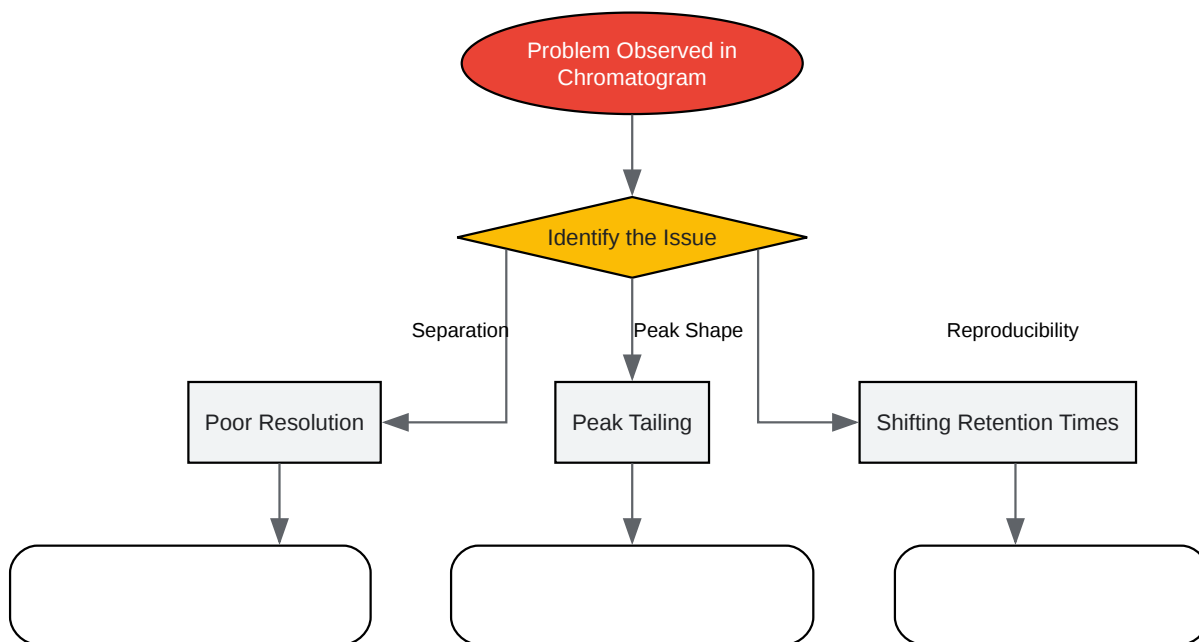 Problem Observed in
Chromatogram
Identify the Issue
Separation
Peak Shape
Reproducibility
Poor Resolution
Peak Tailing
Shifting Retention Times